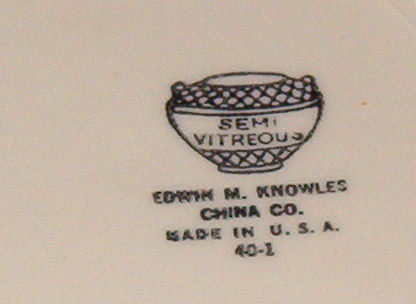 SEMI
VITREOUS
EDWIN M. KNOWLES
CHINA CO.
MADE IN U. S. A.
40-1